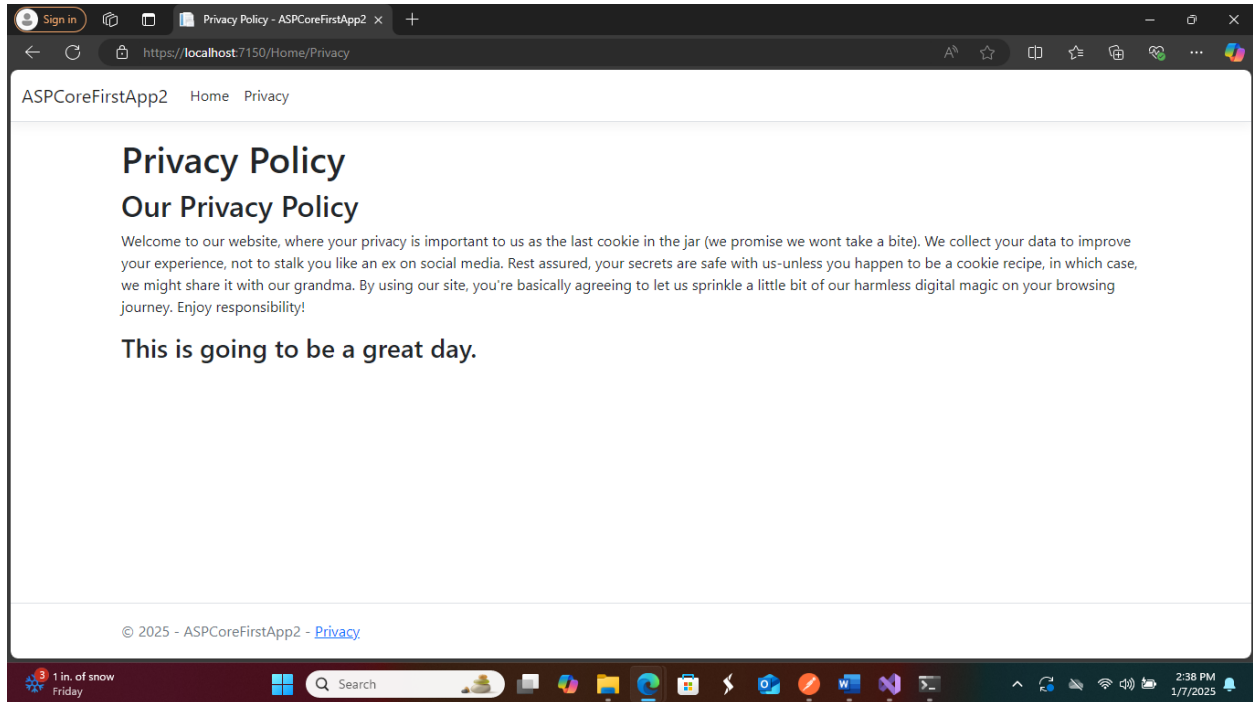 Sign in
Privacy Policy - ASPCoreFirstApp2
https://localhost:7150/Home/Privacy
ASPCoreFirstApp2 Home Privacy
Privacy Policy
Our Privacy Policy
Welcome to our website, where your privacy is important to us as the last cookie in the jar (we promise we wont take a bite). We collect your data to improve
your experience, not to stalk you like an ex on social media. Rest assured, your secrets are safe with us-unless you happen to be a cookie recipe, in which case,
we might share it with our grandma. By using our site, you're basically agreeing to let us sprinkle a little bit of our harmless digital magic on your browsing
journey. Enjoy responsibility!
This is going to be a great day.
© 2025 - ASPCoreFirstApp2 - Privacy
3
1 in. of snow
Friday
Search
2:38 PM
1/7/2025